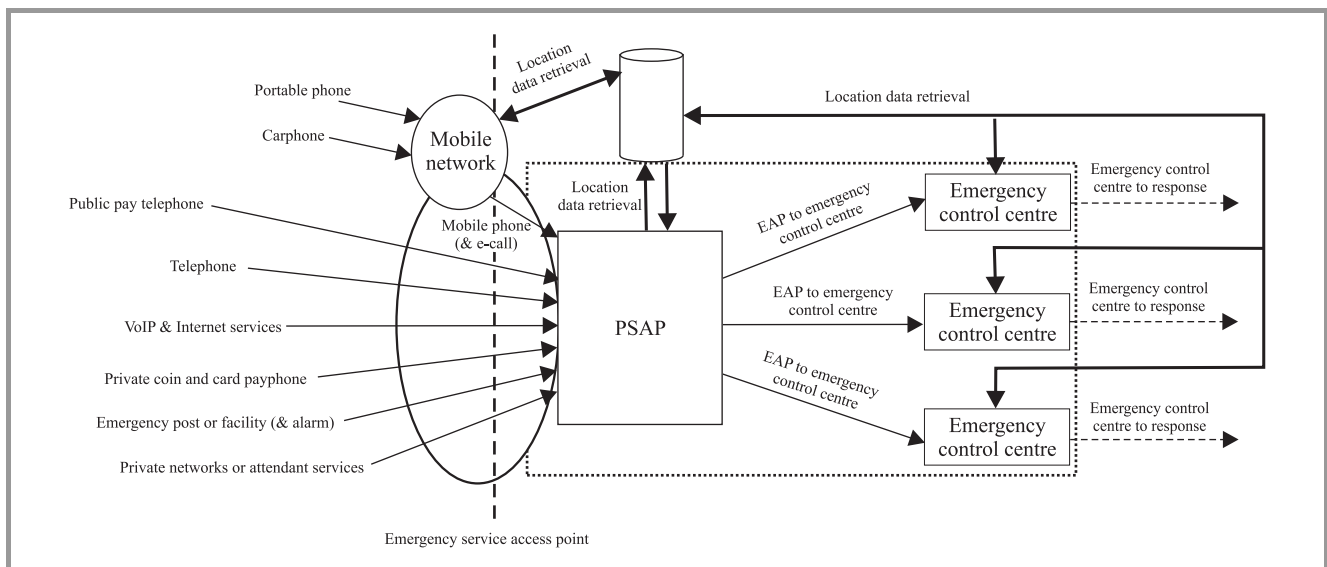 Portable phone
Carphone
Public pay telephone
Telephone
VoIP & Internet services
Private coin and card payphone
Emergency post or facility (& alarm)
Private networks or attendant services
Mobile
network
Location
data retrieval
Mobile phone
(& e-call)
Location
data retrieval
Location data retrieval
PSAP
EAP to emergency
control centre
EAP to emergency
control centre
EAP to emergency
control centre
Emergency
control centre
Emergency control
centre to response
Emergency
control centre
Emergency control
centre to response
Emergency
control centre
Emergency control
centre to response
Emergency service access point